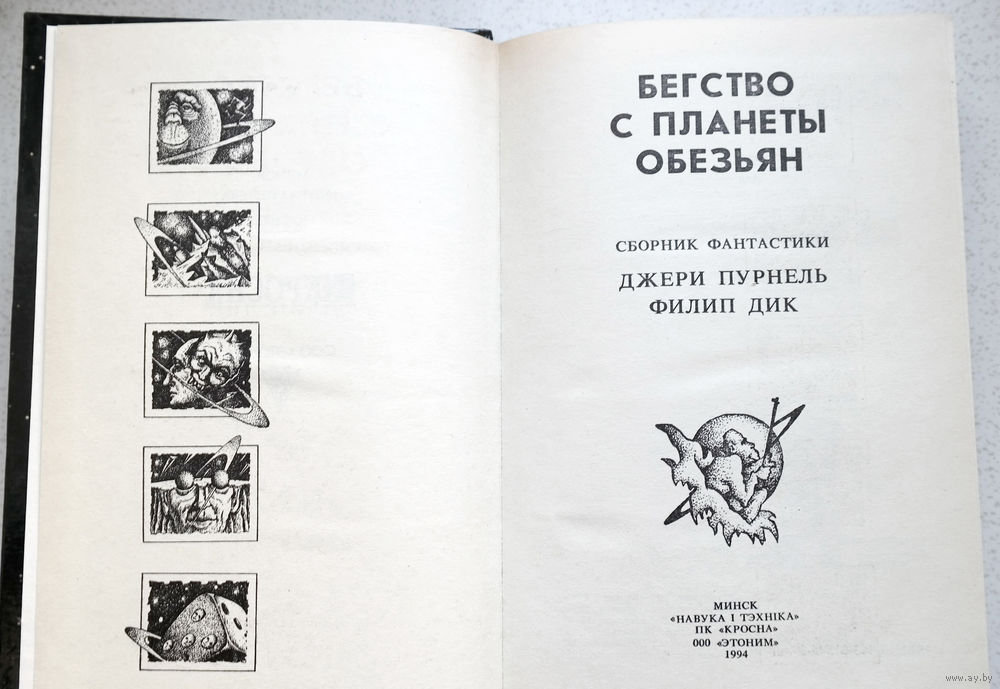 БЕГСТВО
С ПЛАНЕТЫ
ОБЕЗЬЯН
СБОРНИК ФАНТАСТИКИ
ДЖЕРИ ПУРНЕЛЬ
ФИЛИП ДИК
МИНСК
«НАВУКА І ТЭХНІКА»
ПК «КРОСНА»
ООО «ЭТОНИМ»
1994
www.ay.by